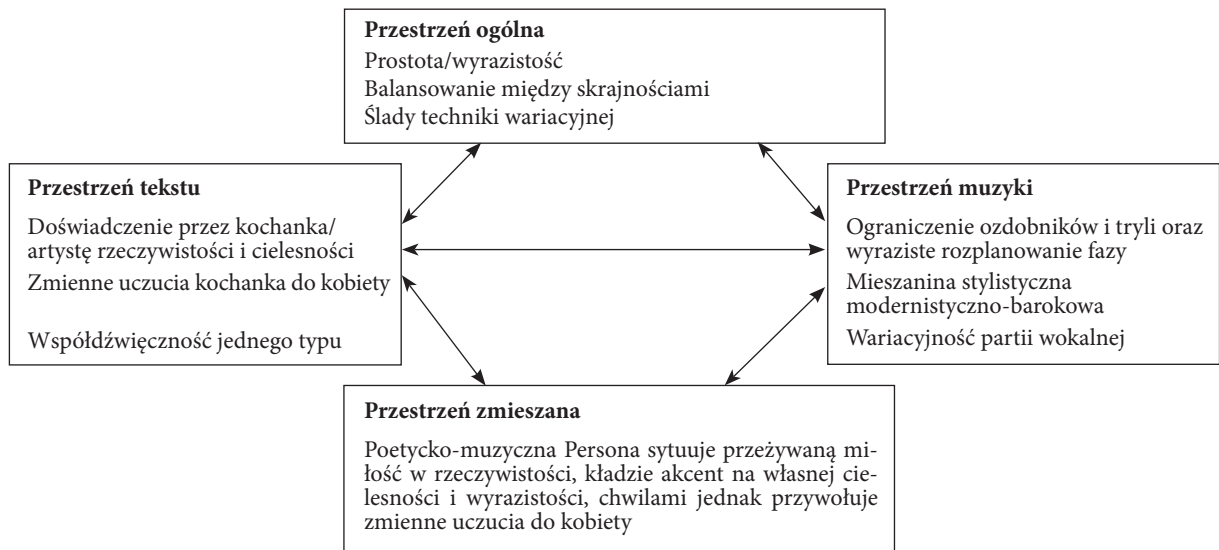 Przestrzeń ogólna
Prostota/wyrazistość
Balansowanie między skrajnościami
Ślady techniki wariacyjnej
Przestrzeń tekstu
Doświadczenie przez kochanka/
artystę rzeczywistości i cielesności
Zmienne uczucia kochanka do kobiety
Współdźwięczność jednego typu
Przestrzeń muzyki
Ograniczenie ozdobników i tryli oraz
wyraziste rozplanowanie fazy
Mieszanina stylistyczna
modernistyczno-barokowa
Wariacyjność partii wokalnej
Przestrzeń zmieszana
Poetycko-muzyczna Persona sytuuje przeżywaną mi-
łość w rzeczywistości, kładzie akcent na własnej cie-
lesności i wyrazistości, chwilami jednak przywołuje
zmienne uczucia do kobiety